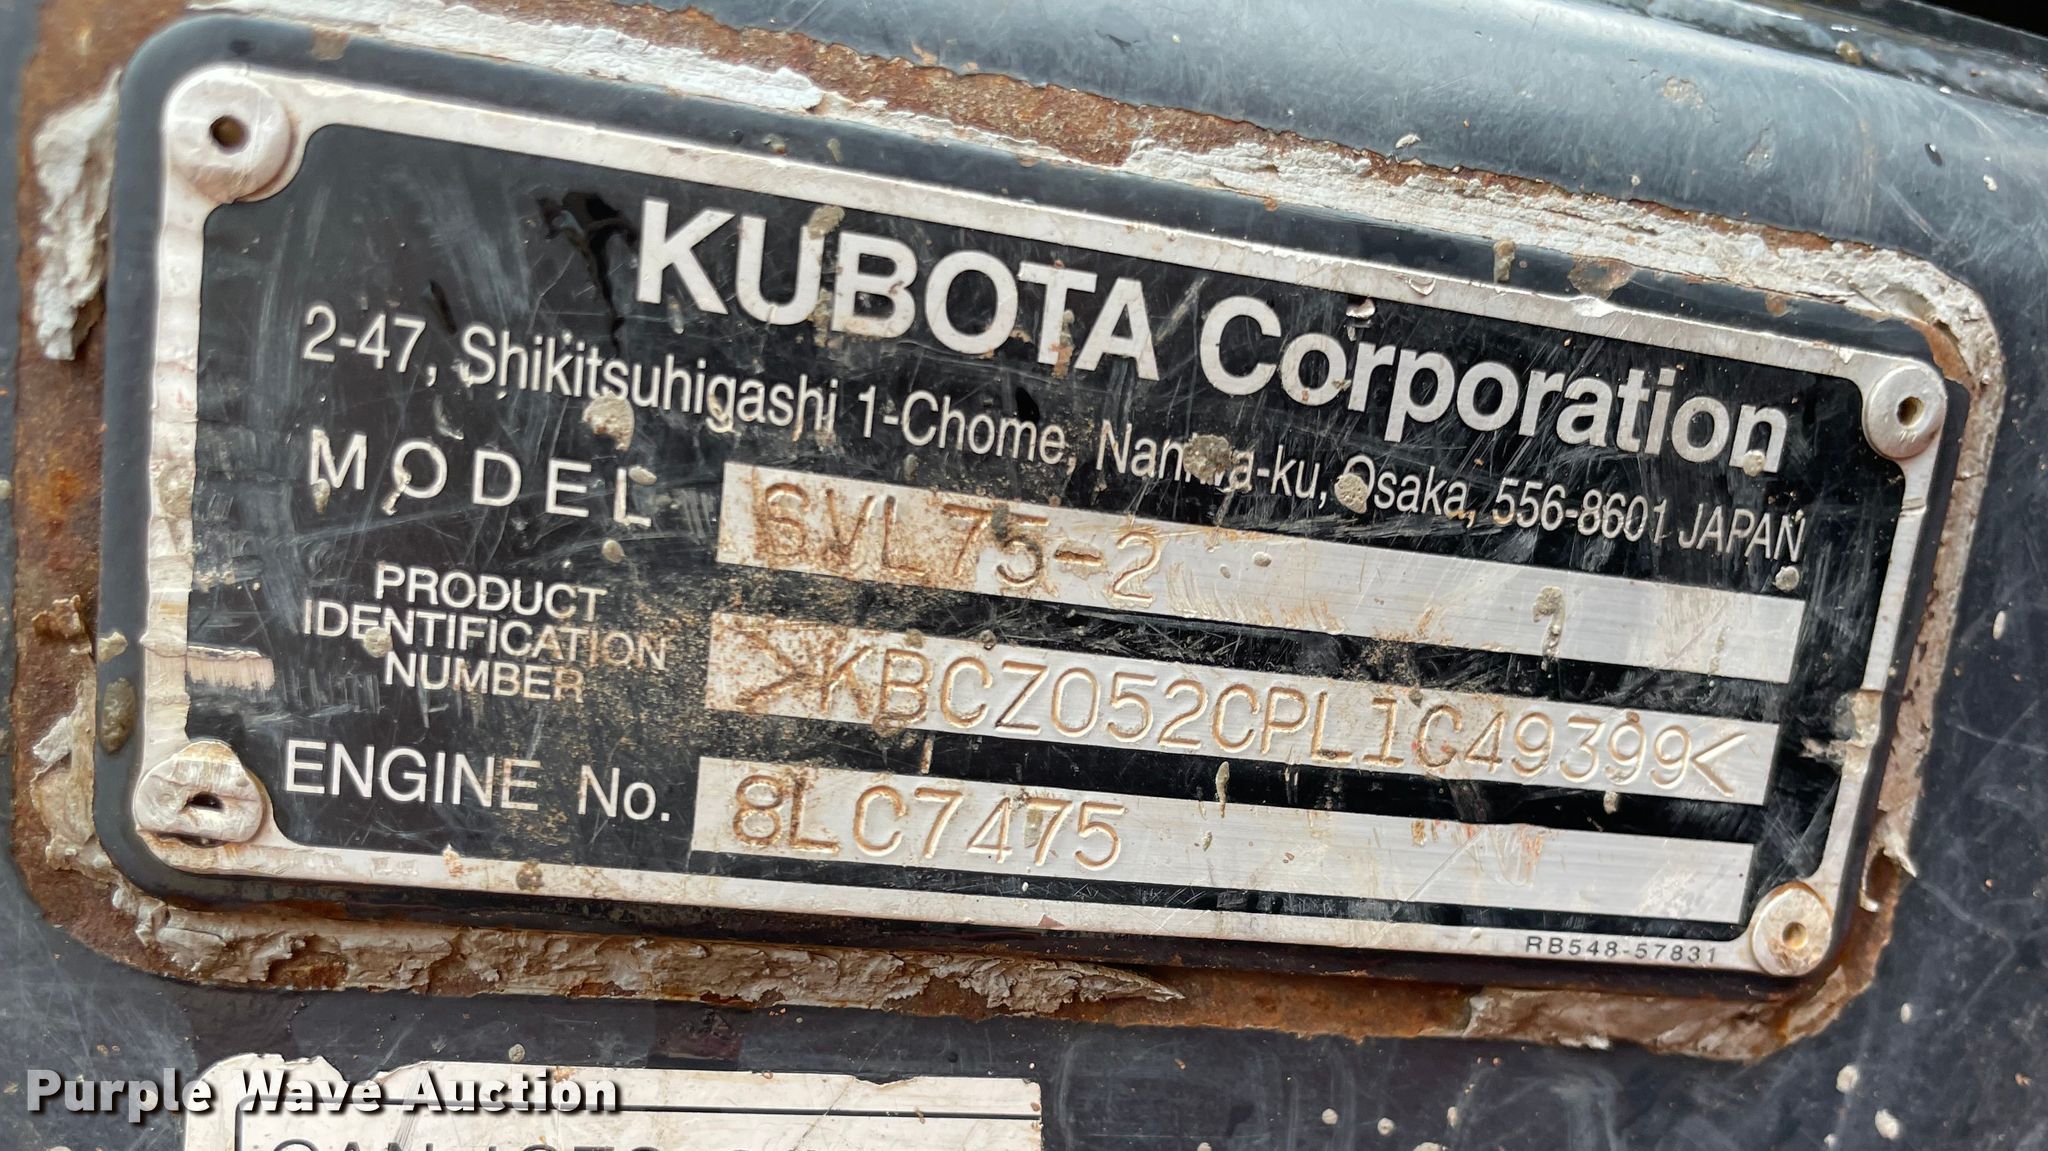 KUBOTA Corporation
2-47, Shikitsuhigashi 1-Chome, Naniwa-ku, Osaka, 556-8601 JAPAN
MODEL SVL75-2
PRODUCT
IDENTIFICATION
NUMBER
>KBCZ052CPL1C49399<
ENGINE No. 8LC7475
RB548-57831
Purple Wave Auction